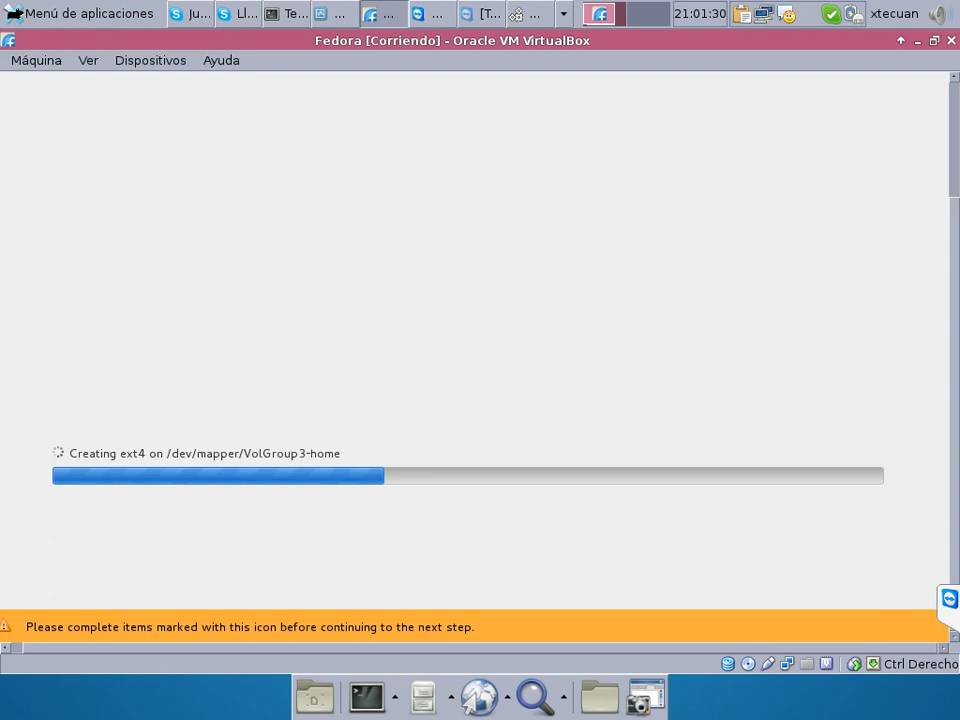 Menú de aplicaciones Ju... Ll... Te... ... ... ... [T... ... 21:01:30 xtecuan
Fedora [Corriendo] - Oracle VM VirtualBox
Máquina Ver Dispositivos Ayuda
Creating ext4 on /dev/mapper/VolGroup3-home
Please complete items marked with this icon before continuing to the next step.
Ctrl Derecho